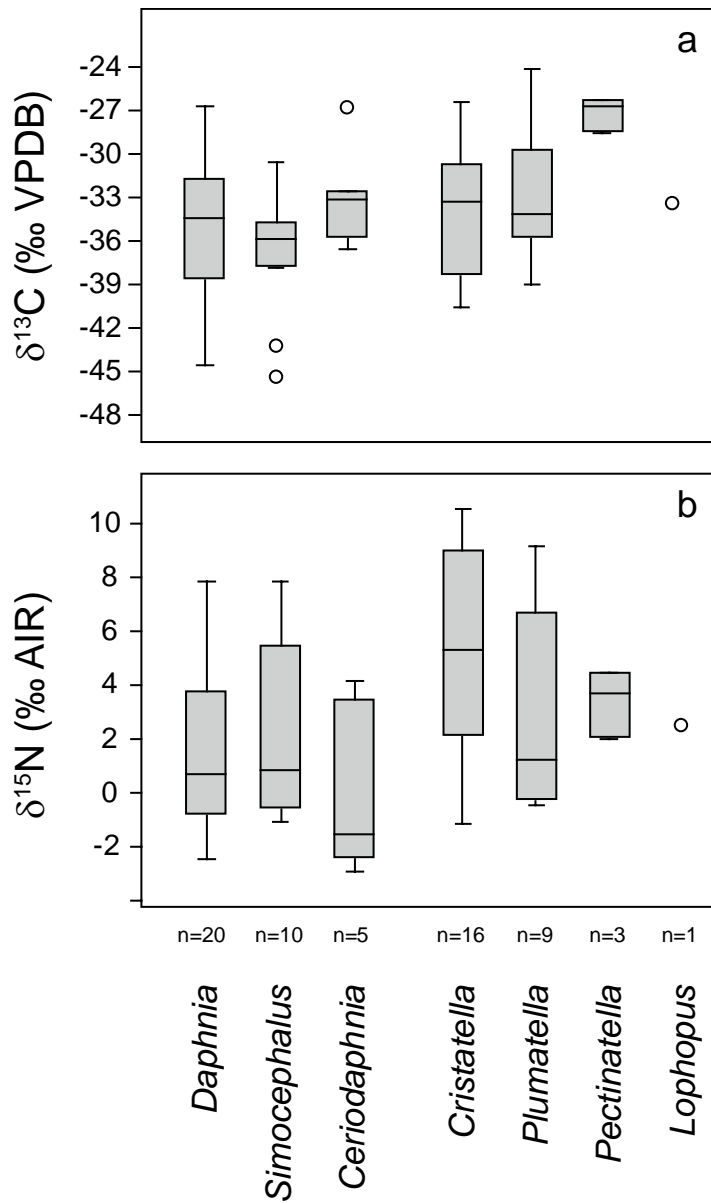 a
δ¹³C (‰ VPDB)
-24
-27
-30
-33
-36
-39
-42
-45
-48
b
δ¹⁵N (‰ AIR)
10
8
6
4
2
0
-2
n=20 n=10 n=5 n=16 n=9 n=3 n=1
Daphnia
Simocephalus
Ceriodaphnia
Cristatella
Plumatella
Pectinatella
Lophopus